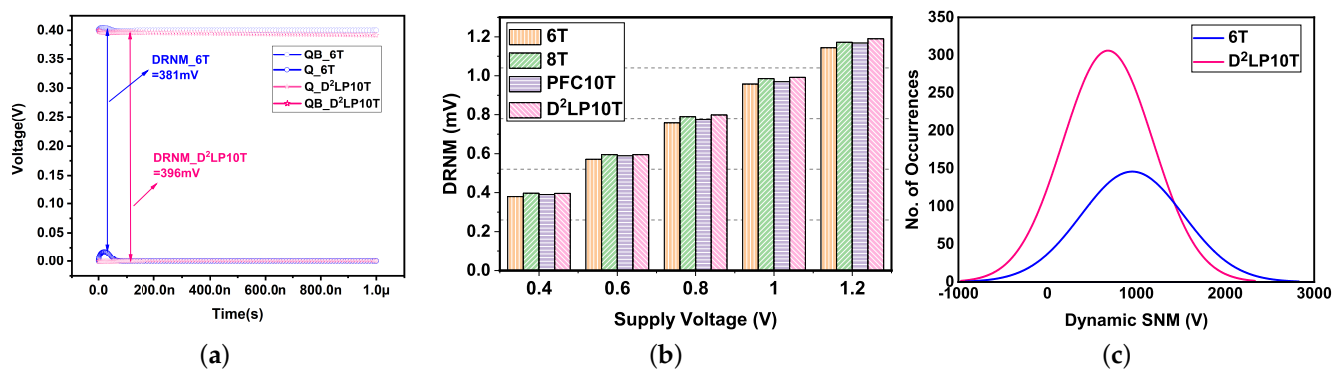 0.40
0.35
0.30
0.25
0.20
0.15
0.10
0.05
0.00
Voltage(V)
DRNM_6T
=381mV
DRNM_D²LP10T
=396mV
QB_6T
Q_6T
Q_D²LP10T
QB_D²LP10T
0.0 200.0n 400.0n 600.0n 800.0n 1.0μ
Time(s)
(a)
1.2
1.0
0.8
0.6
0.4
0.2
0.0
DRNM (mV)
6T
8T
PFC10T
D²LP10T
0.4 0.6 0.8 1 1.2
Supply Voltage (V)
(b)
350
300
250
200
150
100
50
0
No. of Occurrences
6T
D²LP10T
-1000 0 1000 2000 3000
Dynamic SNM (V)
(c)